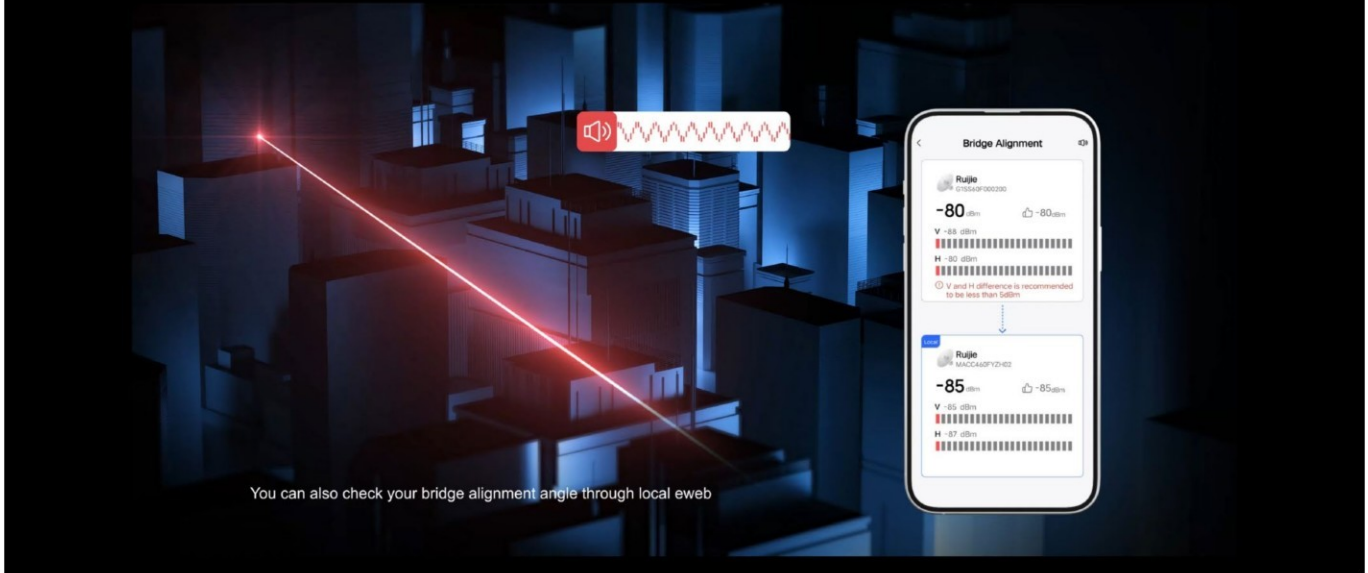 Bridge Alignment
Ruijie
G1SS60F000200
-80 dBm
-80dBm
V -88 dBm
H -80 dBm
V and H difference is recommended
to be less than 5dBm
Local
Ruijie
-85 dBm
-85dBm
V -85 dBm
H -87 dBm
You can also check your bridge alignment angle through local eweb